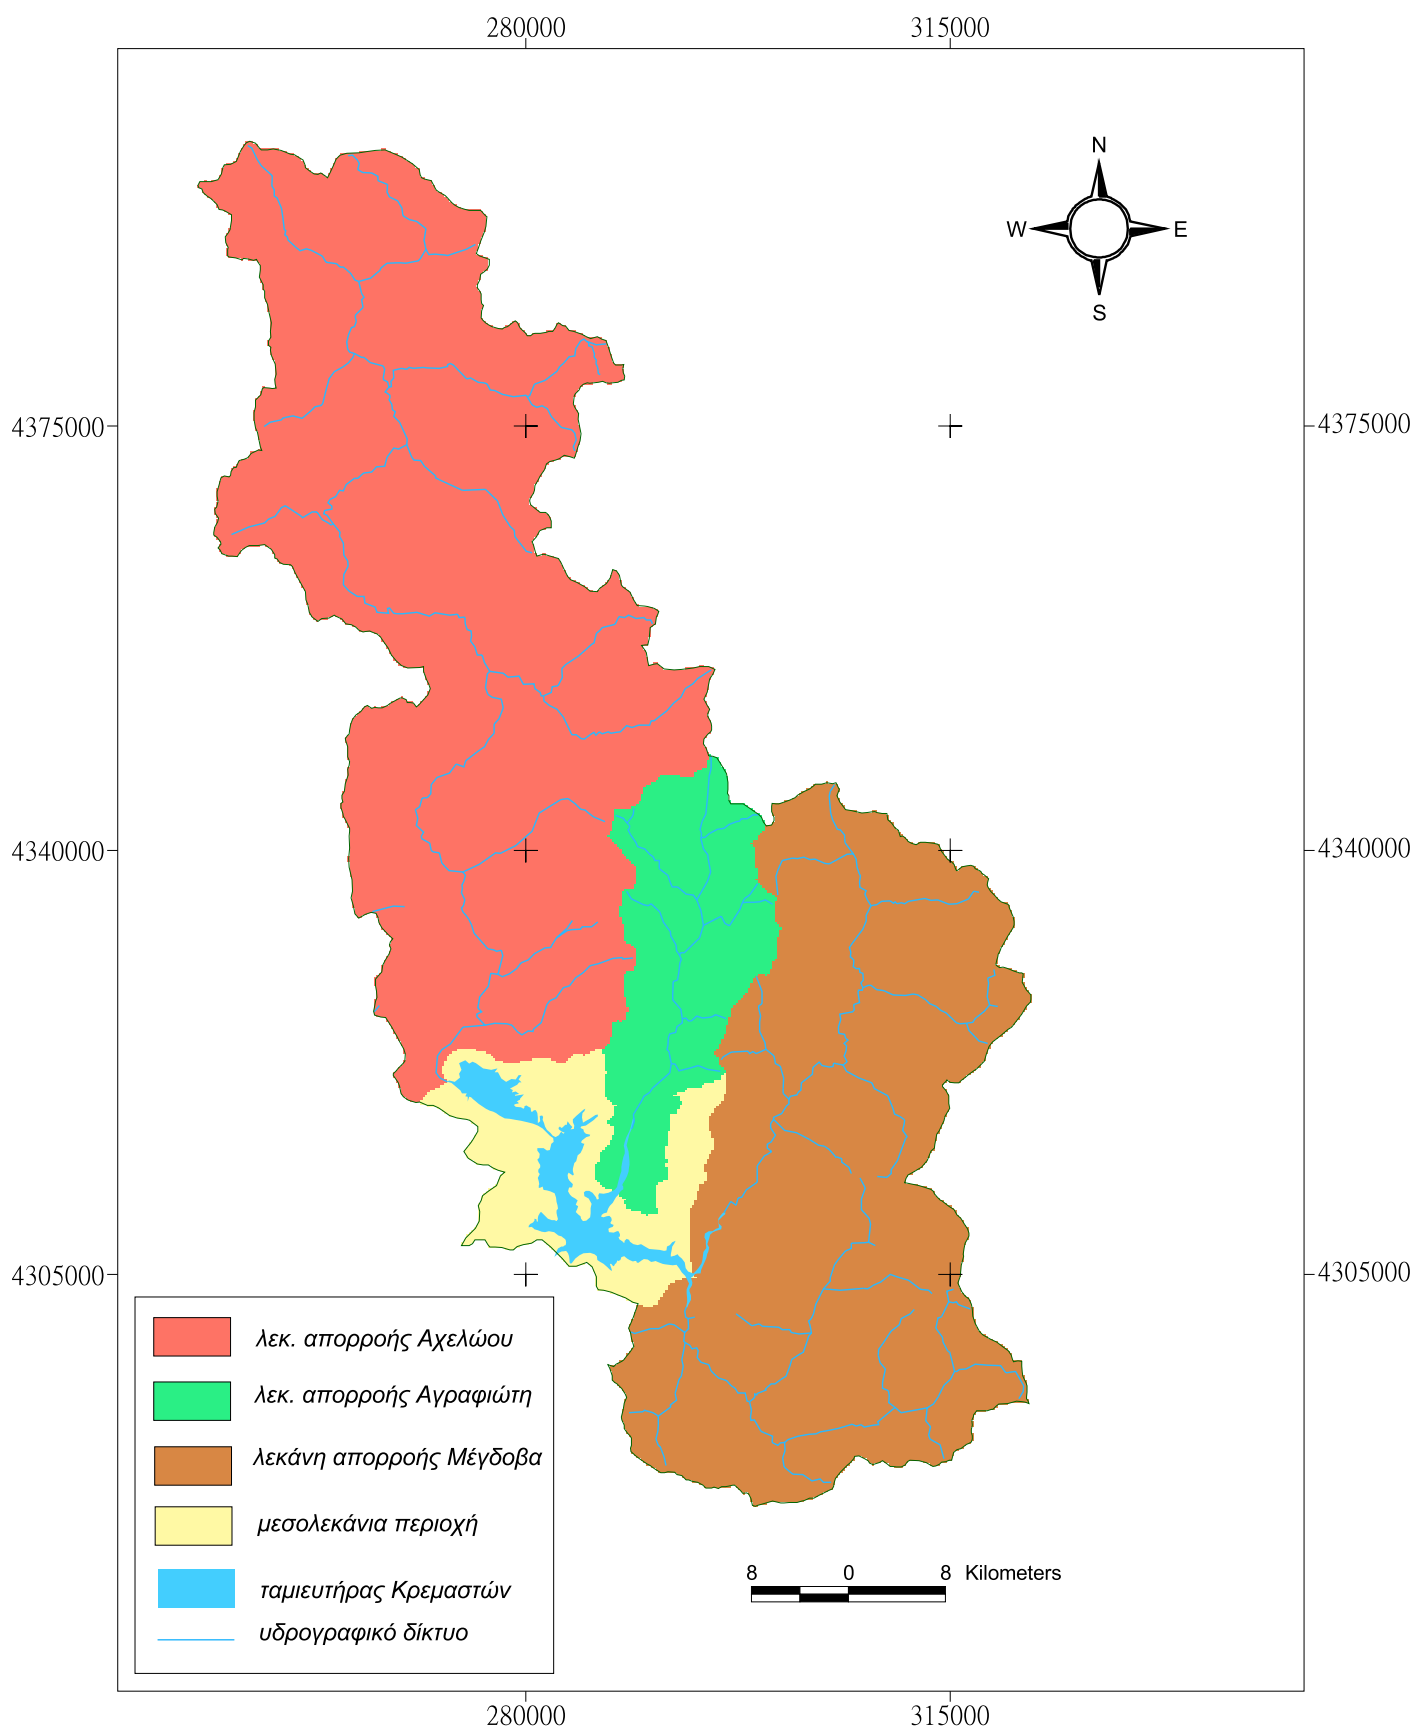 280000 315000
N
W E
S
4375000 4375000
4340000 4340000
4305000 4305000
λεκ. απορροής Αχελώου
λεκ. απορροής Αγραφιώτη
λεκάνη απορροής Μέγδοβα
μεσολεκάνια περιοχή
ταμιευτήρας Κρεμαστών
υδρογραφικό δίκτυο
8 0 8 Kilometers
280000 315000